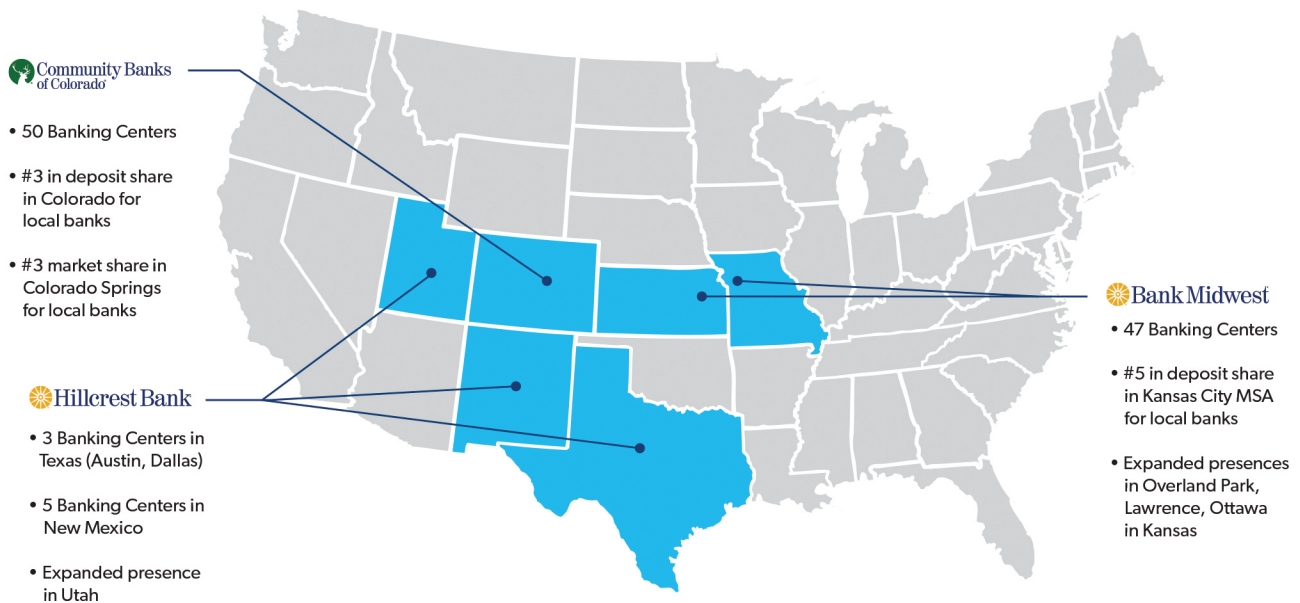 Community Banks
of Colorado
• 50 Banking Centers
• #3 in deposit share
in Colorado for
local banks
• #3 market share in
Colorado Springs
for local banks
Hillcrest Bank
• 3 Banking Centers in
Texas (Austin, Dallas)
• 5 Banking Centers in
New Mexico
• Expanded presence
in Utah
Bank Midwest
• 47 Banking Centers
• #5 in deposit share
in Kansas City MSA
for local banks
• Expanded presences
in Overland Park,
Lawrence, Ottawa
in Kansas